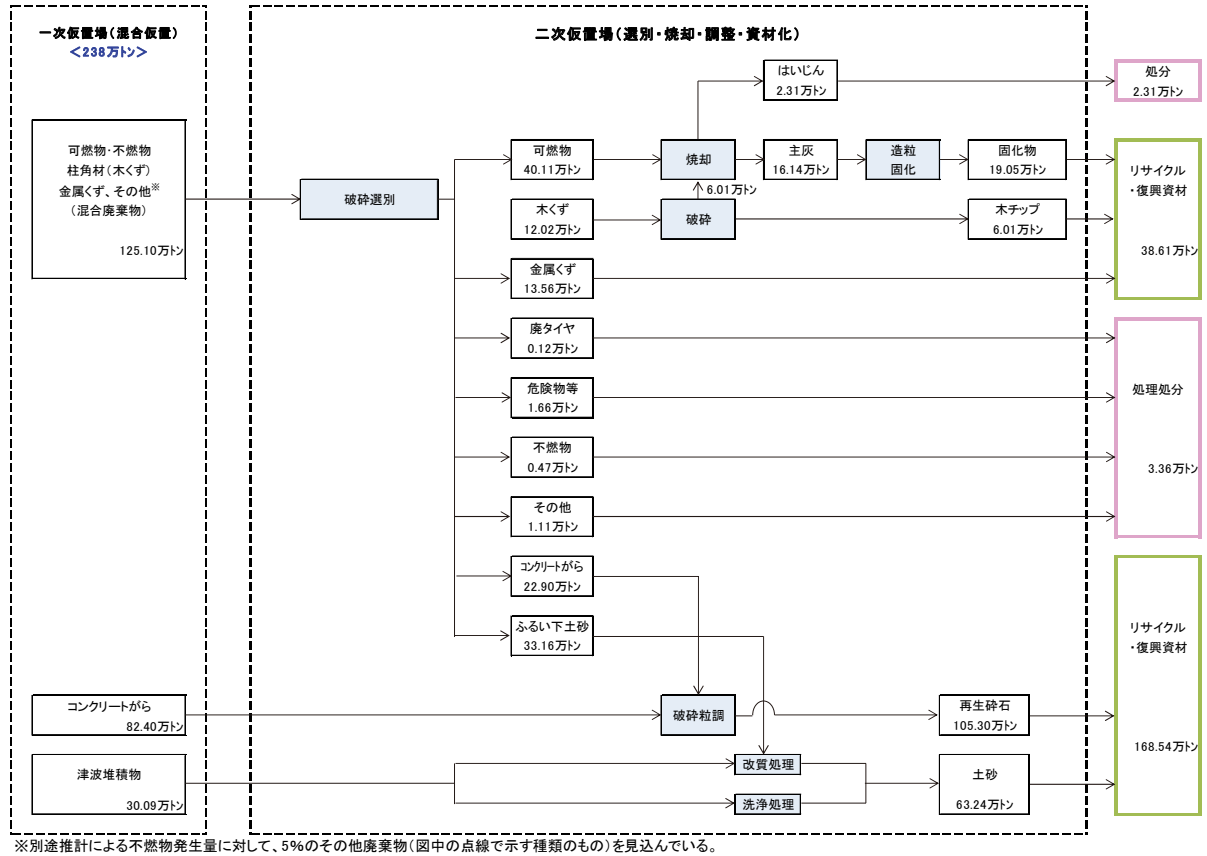 一次仮置場(混合仮置)
<238万トン>
二次仮置場(選別・焼却・調整・資材化)
可燃物・不燃物
柱角材(木くず)
金属くず、その他※
(混合廃棄物)
125.10万トン
破砕選別
はいじん
2.31万トン
処分
2.31万トン
可燃物
40.11万トン
焼却
主灰
16.14万トン
造粒
固化
固化物
19.05万トン
6.01万トン
木くず
12.02万トン
破砕
木チップ
6.01万トン
金属くず
13.56万トン
リサイクル
・復興資材
38.61万トン
廃タイヤ
0.12万トン
危険物等
1.66万トン
不燃物
0.47万トン
その他
1.11万トン
処理処分
3.36万トン
コンクリートがら
22.90万トン
ふるい下土砂
33.16万トン
コンクリートがら
82.40万トン
破砕粒調
再生砕石
105.30万トン
津波堆積物
30.09万トン
改質処理
洗浄処理
土砂
63.24万トン
リサイクル
・復興資材
168.54万トン
※別途推計による不燃物発生量に対して、5%のその他廃棄物(図中の点線で示す種類のもの)を見込んでいる。